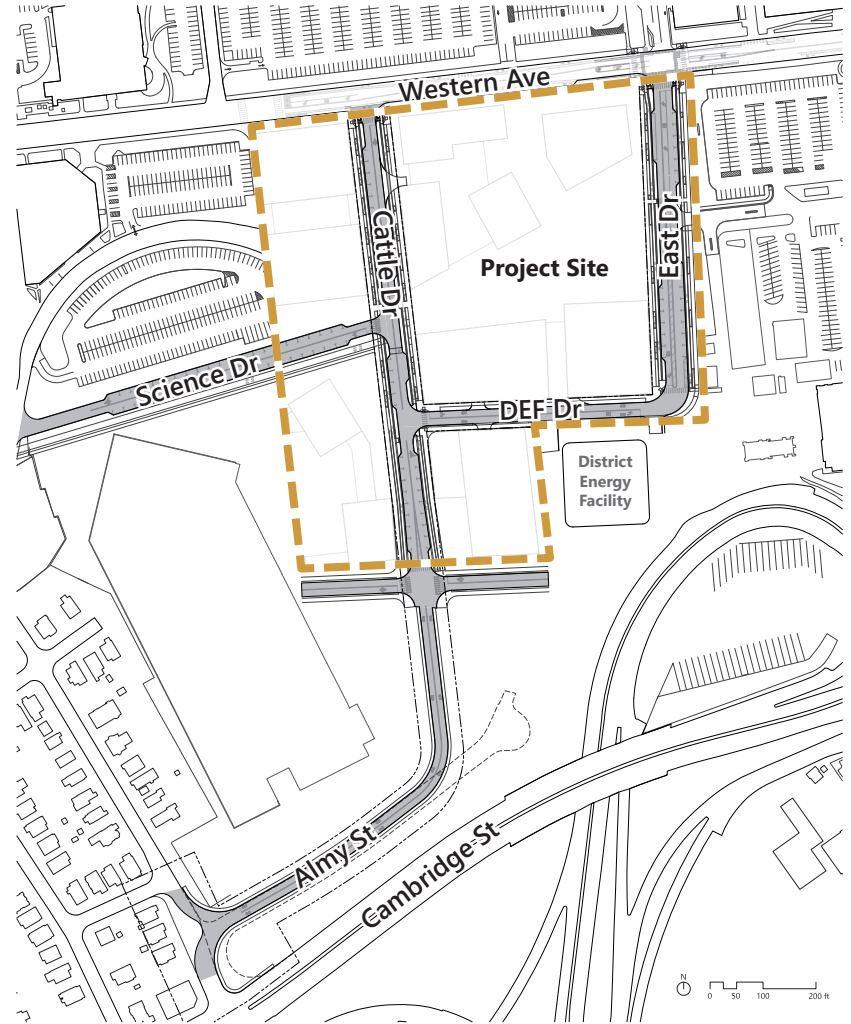 Western Ave
Cattle Dr
East Dr
Project Site
Science Dr
DEF Dr
District
Energy
Facility
Almy St
Cambridge St
N
0 50 100 200 ft